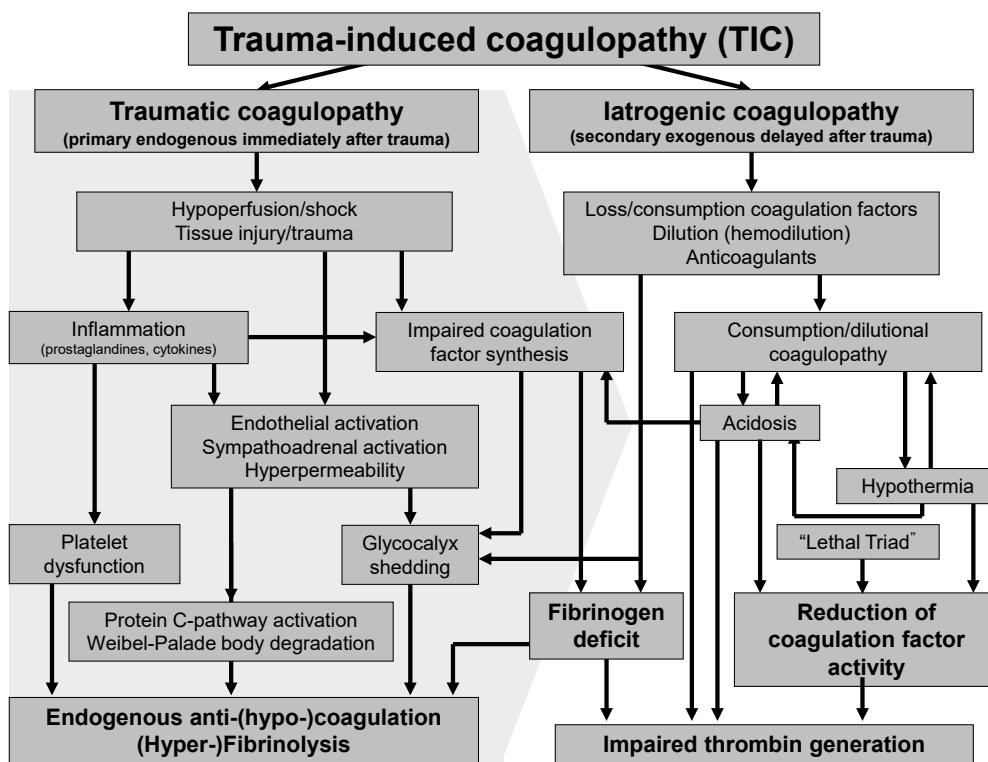 Trauma-induced coagulopathy (TIC)
Traumatic coagulopathy
(primary endogenous immediately after trauma)
Iatrogenic coagulopathy
(secondary exogenous delayed after trauma)
Hypoperfusion/shock
Tissue injury/trauma
Loss/consumption coagulation factors
Dilution (hemodilution)
Anticoagulants
Inflammation
(prostaglandines, cytokines)
Impaired coagulation
factor synthesis
Consumption/dilutional
coagulopathy
Endothelial activation
Sympathoadrenal activation
Hyperpermeability
Acidosis
Hypothermia
Platelet
dysfunction
Glycocalyx
shedding
“Lethal Triad”
Protein C-pathway activation
Weibel-Palade body degradation
Fibrinogen
deficit
Reduction of
coagulation factor
activity
Endogenous anti-(hypo-)coagulation
(Hyper-)Fibrinolysis
Impaired thrombin generation